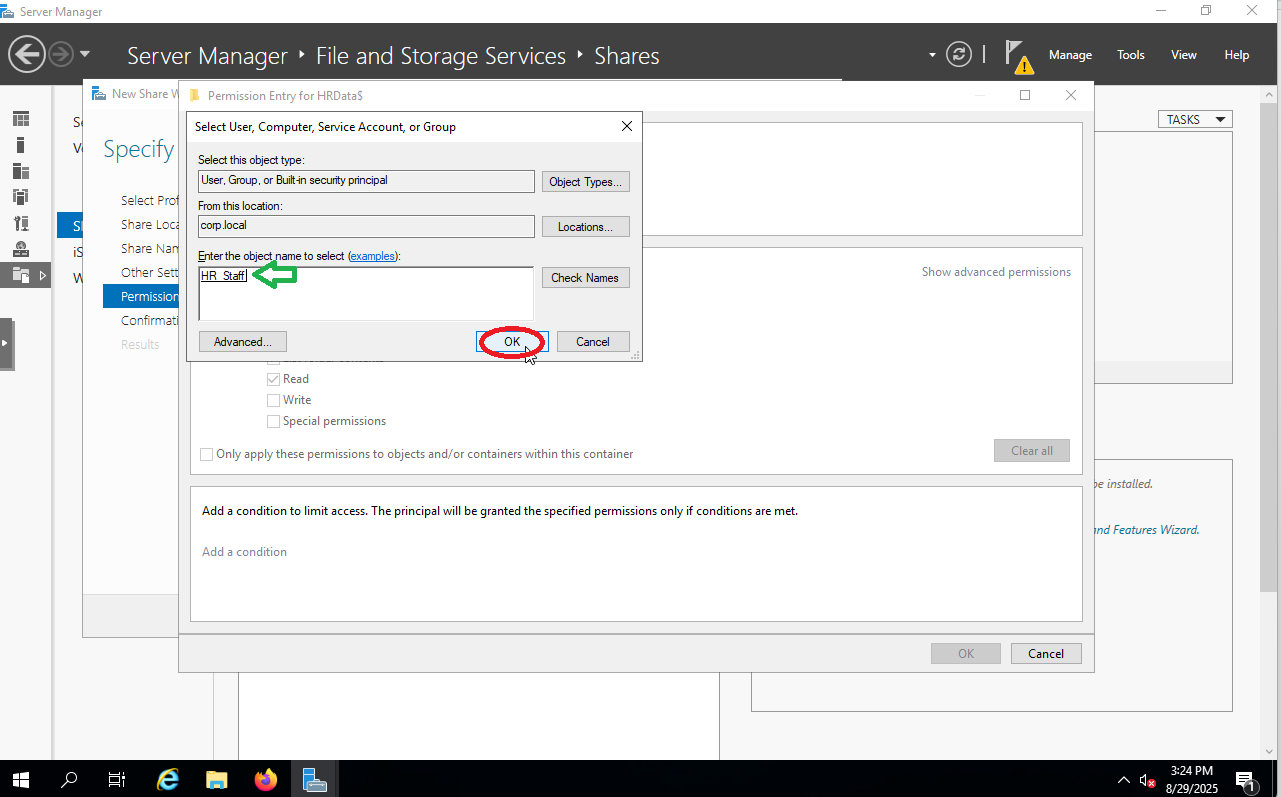 Server Manager
Server Manager ‣ File and Storage Services ‣ Shares
Manage
Tools
View
Help
New Share W
Permission Entry for HRData$
TASKS
Specify
Select Prof
Share Loca
Share Nam
Other Sett
Permission
Confirmati
Results
Select User, Computer, Service Account, or Group
Select this object type:
User, Group, or Built-in security principal
Object Types...
From this location:
corp.local
Locations...
Enter the object name to select (examples):
HR_Staff
Check Names
Advanced...
OK
Cancel
Show advanced permissions
Read
Write
Special permissions
Only apply these permissions to objects and/or containers within this container
Clear all
be installed.
and Features Wizard.
Add a condition to limit access. The principal will be granted the specified permissions only if conditions are met.
Add a condition
OK
Cancel
3:24 PM
8/29/2025
1